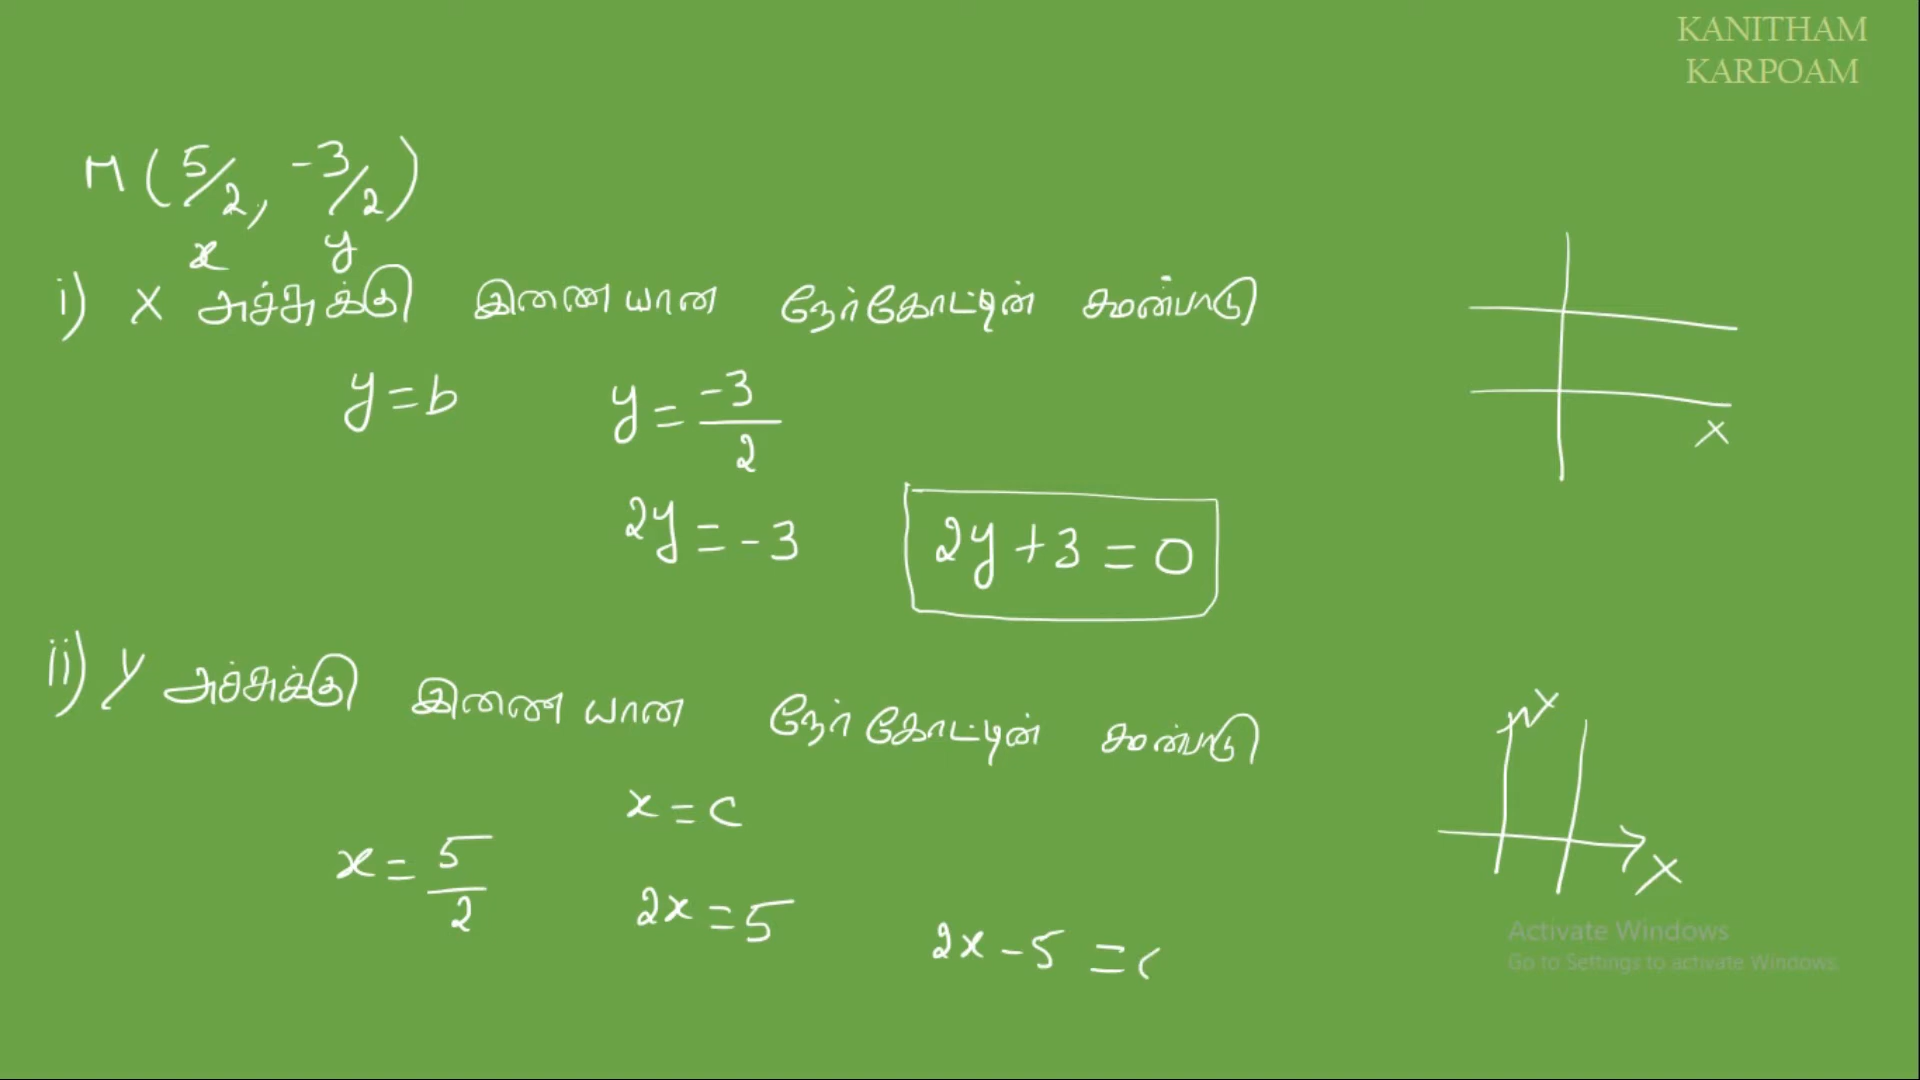 KANITHAM
KARPOAM
M (5/2, -3/2)
x y
i) X அச்சுக்கு இணையான நேர்கோட்டின் சமன்பாடு
y = b y = -3/2
X
2y = -3 2y + 3 = 0
ii) Y அச்சுக்கு இணையான நேர்கோட்டின் சமன்பாடு
x = c
x = 5/2 2x = 5 2x - 5 =
X
Activate Windows
Go to Settings to activate Windows.